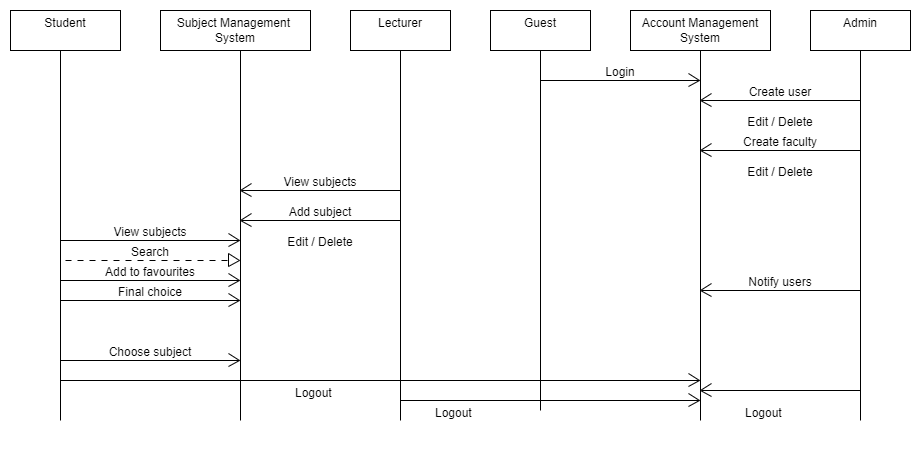 Student
Subject Management
System
Lecturer
Guest
Account Management
System
Admin
Login
Create user
Edit / Delete
Create faculty
Edit / Delete
View subjects
Add subject
View subjects
Edit / Delete
Search
Add to favourites
Final choice
Notify users
Choose subject
Logout
Logout
Logout